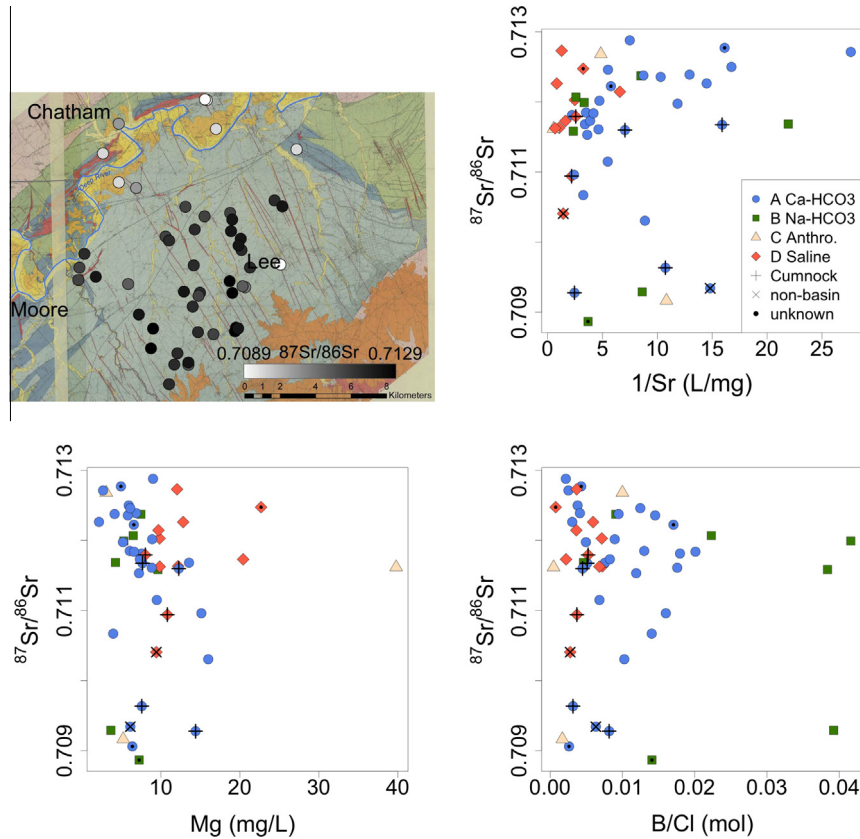 Chatham
Deep River
Lee
Moore
0.7089 87Sr/86Sr 0.7129
0 1 2 4 6 8
Kilometers
0.713
0.711
0.709
87Sr/86Sr
0 5 10 15 20 25
1/Sr (L/mg)
A Ca-HCO3
B Na-HCO3
C Anthro.
D Saline
Cumnock
non-basin
unknown
0.713
0.711
0.709
87Sr/86Sr
10 20 30 40
Mg (mg/L)
0.713
0.711
0.709
87Sr/86Sr
0.00 0.01 0.02 0.03 0.04
B/Cl (mol)